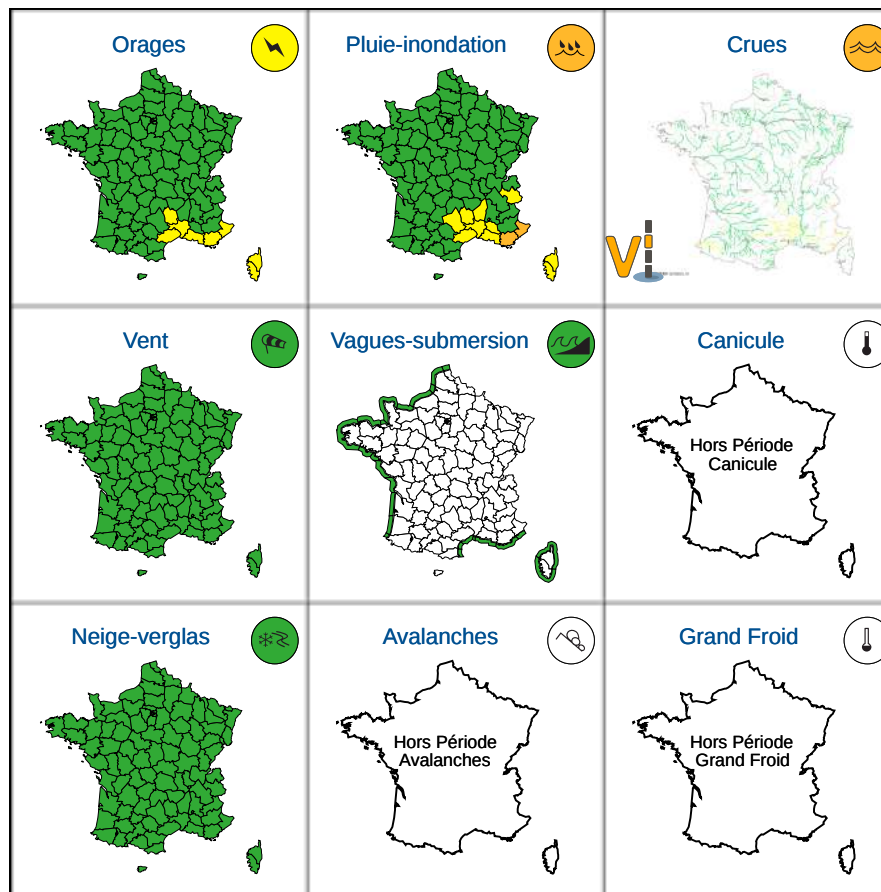 Orages
Pluie-inondation
Crues
Vi
Vent
Vagues-submersion
Canicule
Hors Période
Canicule
Neige-verglas
Avalanches
Hors Période
Avalanches
Grand Froid
Hors Période
Grand Froid